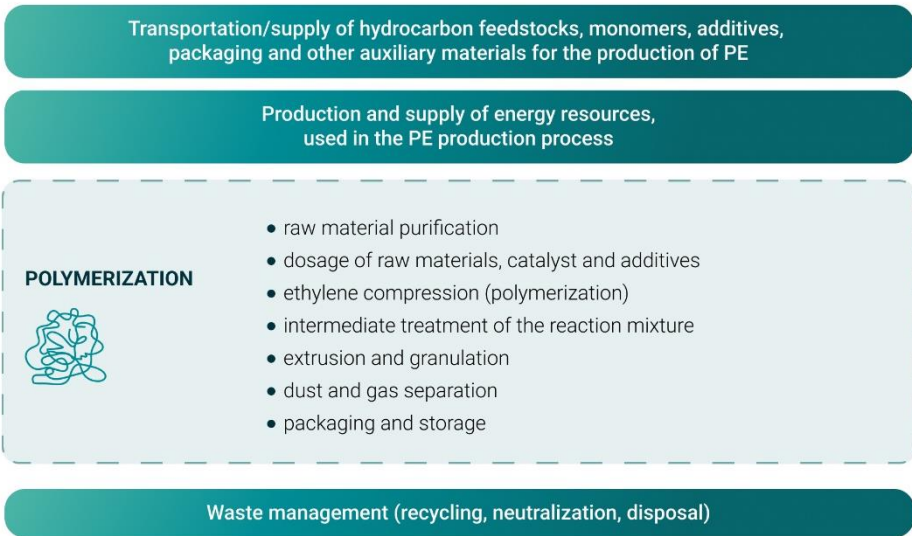 Transportation/supply of hydrocarbon feedstocks, monomers, additives,
packaging and other auxiliary materials for the production of PE
Production and supply of energy resources,
used in the PE production process
POLYMERIZATION
• raw material purification
• dosage of raw materials, catalyst and additives
• ethylene compression (polymerization)
• intermediate treatment of the reaction mixture
• extrusion and granulation
• dust and gas separation
• packaging and storage
Waste management (recycling, neutralization, disposal)